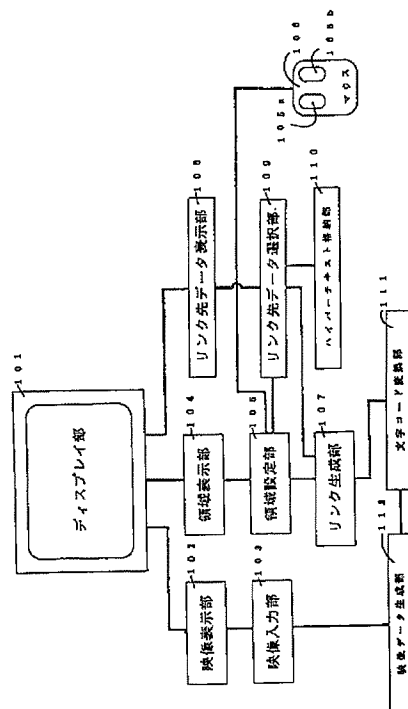 101
ディスプレイ部
102
映像表示部
103
映像入力部
104
領域表示部
105
領域設定部
106
105a
105b
マウス
107
リンク生成部
108
リンク先データ表示部
109
リンク先データ選択部
110
ハイパーテキスト格納部
111
文字コード変換部
112
映像データ生成部